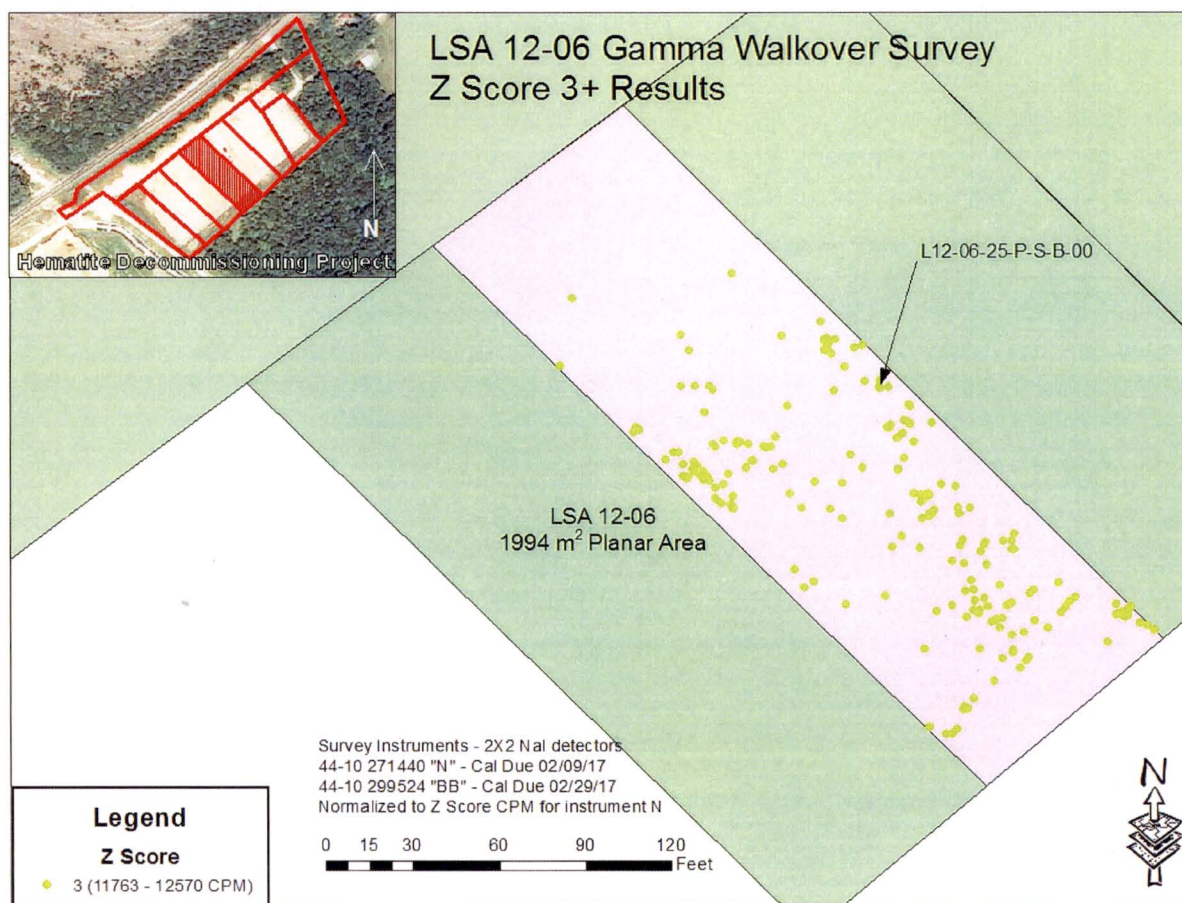 LSA 12-06 Gamma Walkover Survey
Z Score 3+ Results
N
Hematite Decommissioning Project
L12-06-25-P-S-B-00
LSA 12-06
1994 m² Planar Area
Survey Instruments - 2X2 NaI detectors
44-10 271440 "N" - Cal Due 02/09/17
44-10 299524 "BB" - Cal Due 02/29/17
Normalized to Z Score CPM for instrument N
0 15 30 60 90 120
Feet
Legend
Z Score
3 (11763 - 12570 CPM)
N